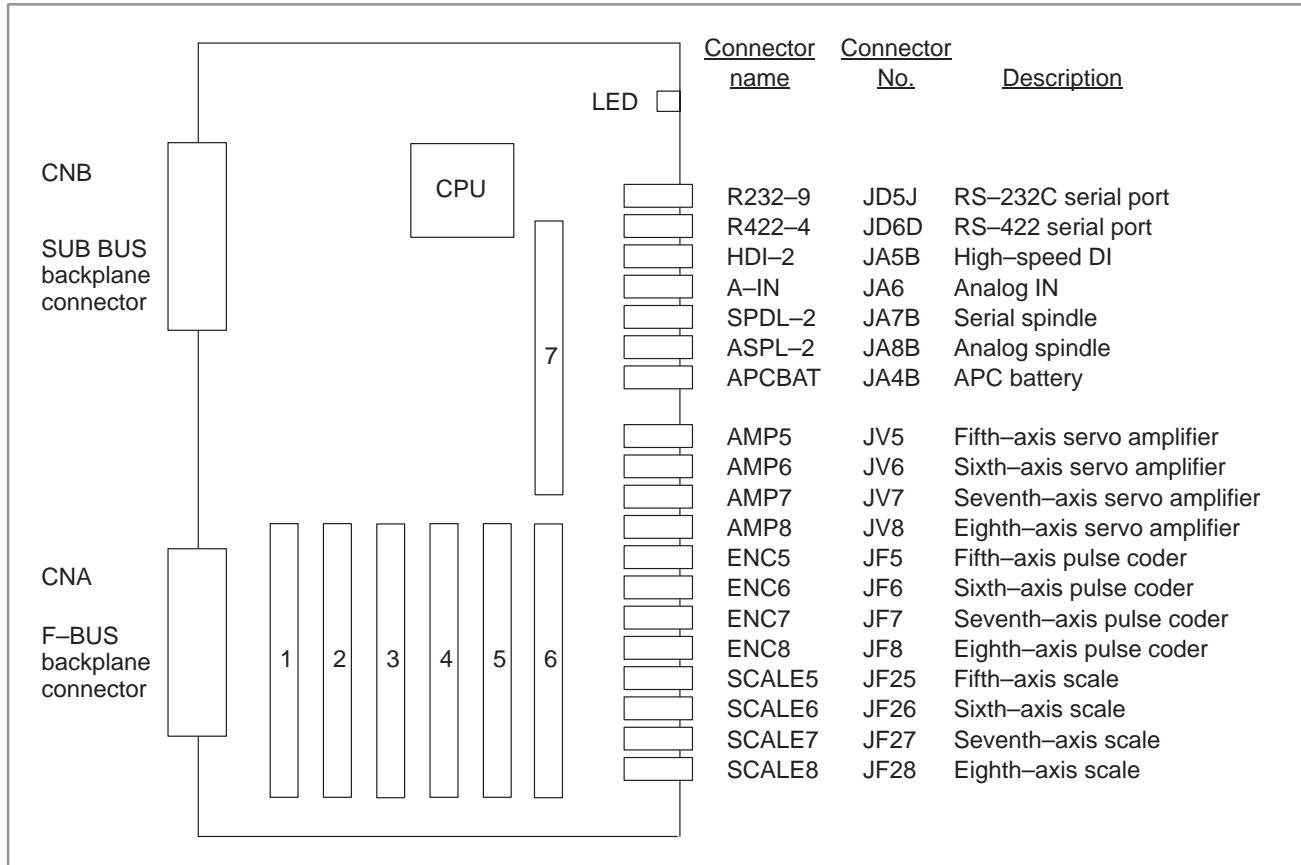 Connector Connector
name No. Description
LED
CNB
CPU
SUB BUS
backplane
connector
R232–9 JD5J RS–232C serial port
R422–4 JD6D RS–422 serial port
HDI–2 JA5B High–speed DI
A–IN JA6 Analog IN
SPDL–2 JA7B Serial spindle
ASPL–2 JA8B Analog spindle
APCBAT JA4B APC battery
7
AMP5 JV5 Fifth–axis servo amplifier
AMP6 JV6 Sixth–axis servo amplifier
AMP7 JV7 Seventh–axis servo amplifier
AMP8 JV8 Eighth–axis servo amplifier
ENC5 JF5 Fifth–axis pulse coder
ENC6 JF6 Sixth–axis pulse coder
ENC7 JF7 Seventh–axis pulse coder
ENC8 JF8 Eighth–axis pulse coder
SCALE5 JF25 Fifth–axis scale
SCALE6 JF26 Sixth–axis scale
SCALE7 JF27 Seventh–axis scale
SCALE8 JF28 Eighth–axis scale
CNA
F–BUS
backplane
connector
1 2 3 4 5 6